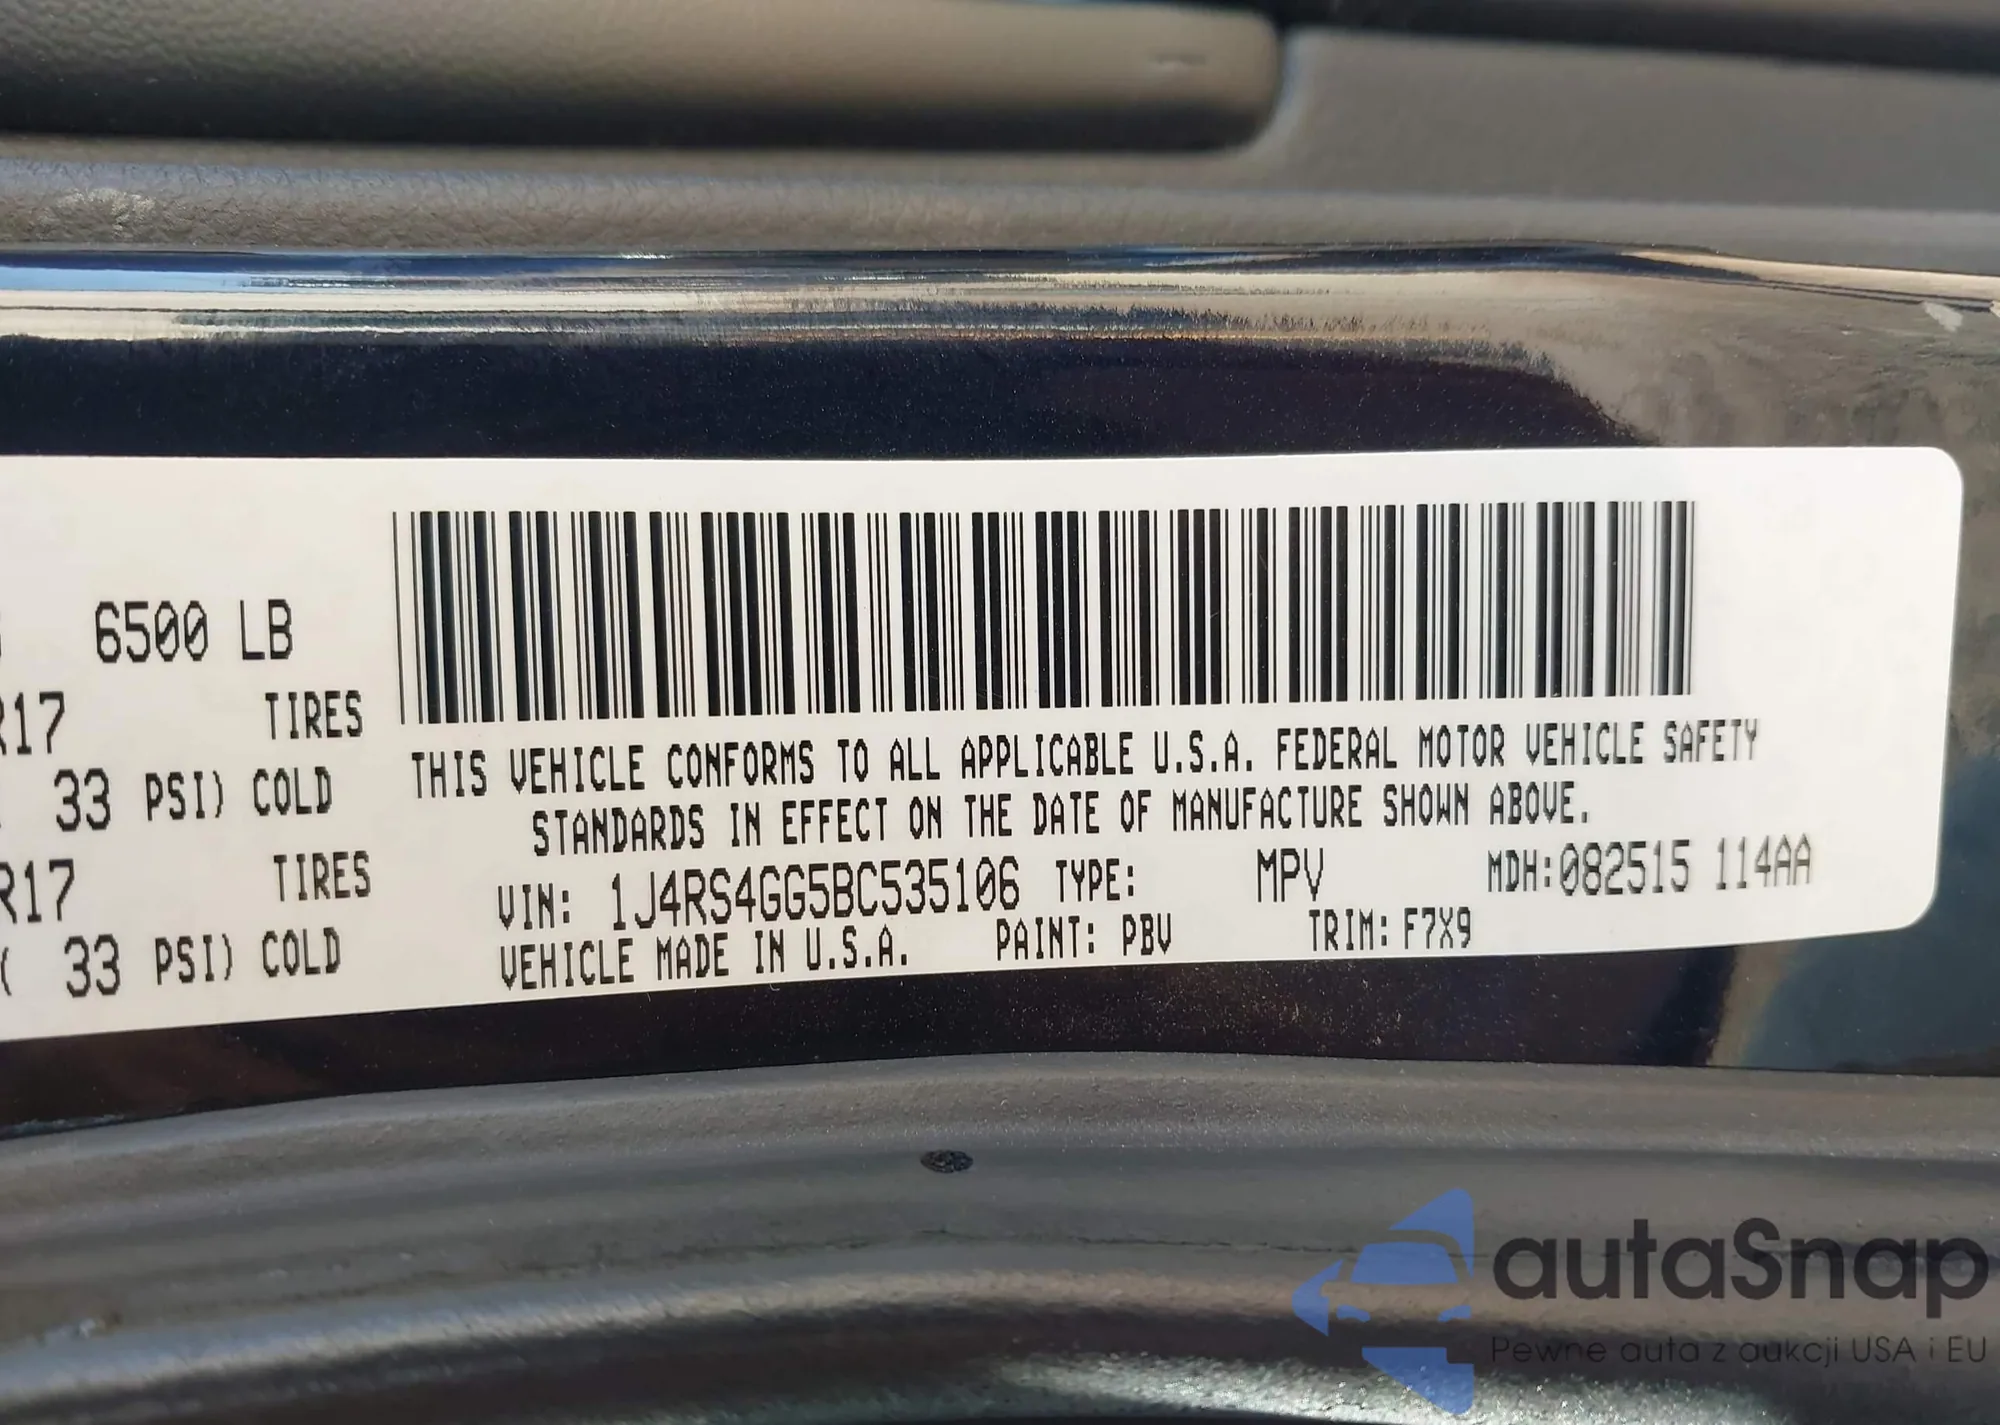 6500 LB
R17 TIRES
33 PSI) COLD
R17 TIRES
( 33 PSI) COLD
THIS VEHICLE CONFORMS TO ALL APPLICABLE U.S.A. FEDERAL MOTOR VEHICLE SAFETY
STANDARDS IN EFFECT ON THE DATE OF MANUFACTURE SHOWN ABOVE.
VIN: 1J4RS4GG5BC535106 TYPE: MPV MDH:082515 114AA
VEHICLE MADE IN U.S.A. PAINT: PBV TRIM: F7X9
autaSnap
Pewne auta z aukcji USA i EU